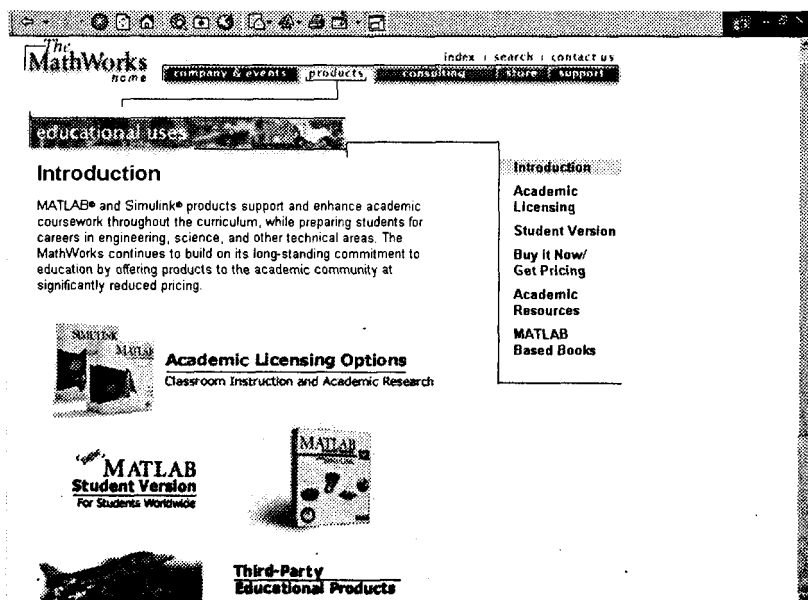 The
MathWorks
home
index | search | contact us
company & events
products
consulting
store
support
educational uses
Introduction
MATLAB® and Simulink® products support and enhance academic
coursework throughout the curriculum, while preparing students for
careers in engineering, science, and other technical areas. The
MathWorks continues to build on its long-standing commitment to
education by offering products to the academic community at
significantly reduced pricing.
Introduction
Academic
Licensing
Student Version
Buy it Now/
Get Pricing
Academic
Resources
MATLAB
Based Books
SIMULINK
MATLAB
Academic Licensing Options
Classroom Instruction and Academic Research
MATLAB
Student Version
For Students Worldwide
MATLAB
Third-Party
Educational Products